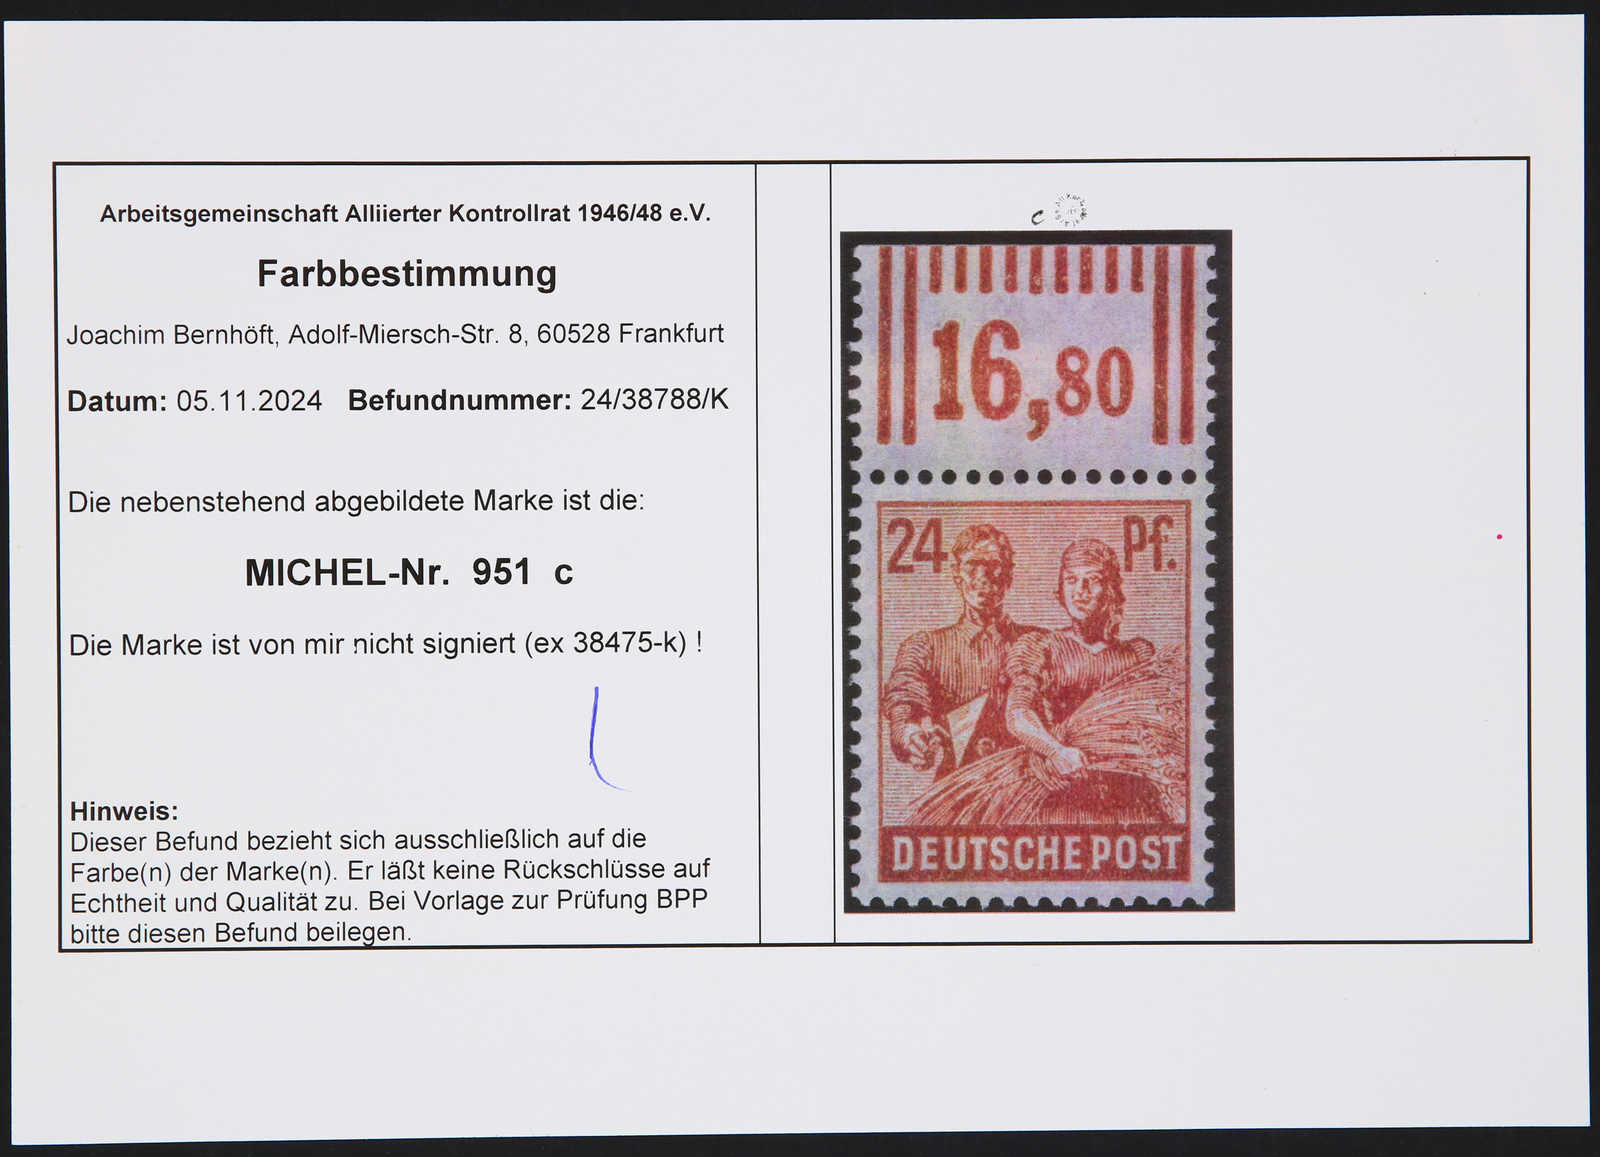 Arbeitsgemeinschaft Alliierter Kontrollrat 1946/48 e.V.
Farbbestimmung
Joachim Bernhöft, Adolf-Miersch-Str. 8, 60528 Frankfurt
Datum: 05.11.2024 Befundnummer: 24/38788/K
Die nebenstehend abgebildete Marke ist die:
MICHEL-Nr. 951 c
Die Marke ist von mir nicht signiert (ex 38475-k) !
Hinweis:
Dieser Befund bezieht sich ausschließlich auf die
Farbe(n) der Marke(n). Er läßt keine Rückschlüsse auf
Echtheit und Qualität zu. Bei Vorlage zur Prüfung BPP
bitte diesen Befund beilegen.
c
16,80
24 Pf.
DEUTSCHE POST